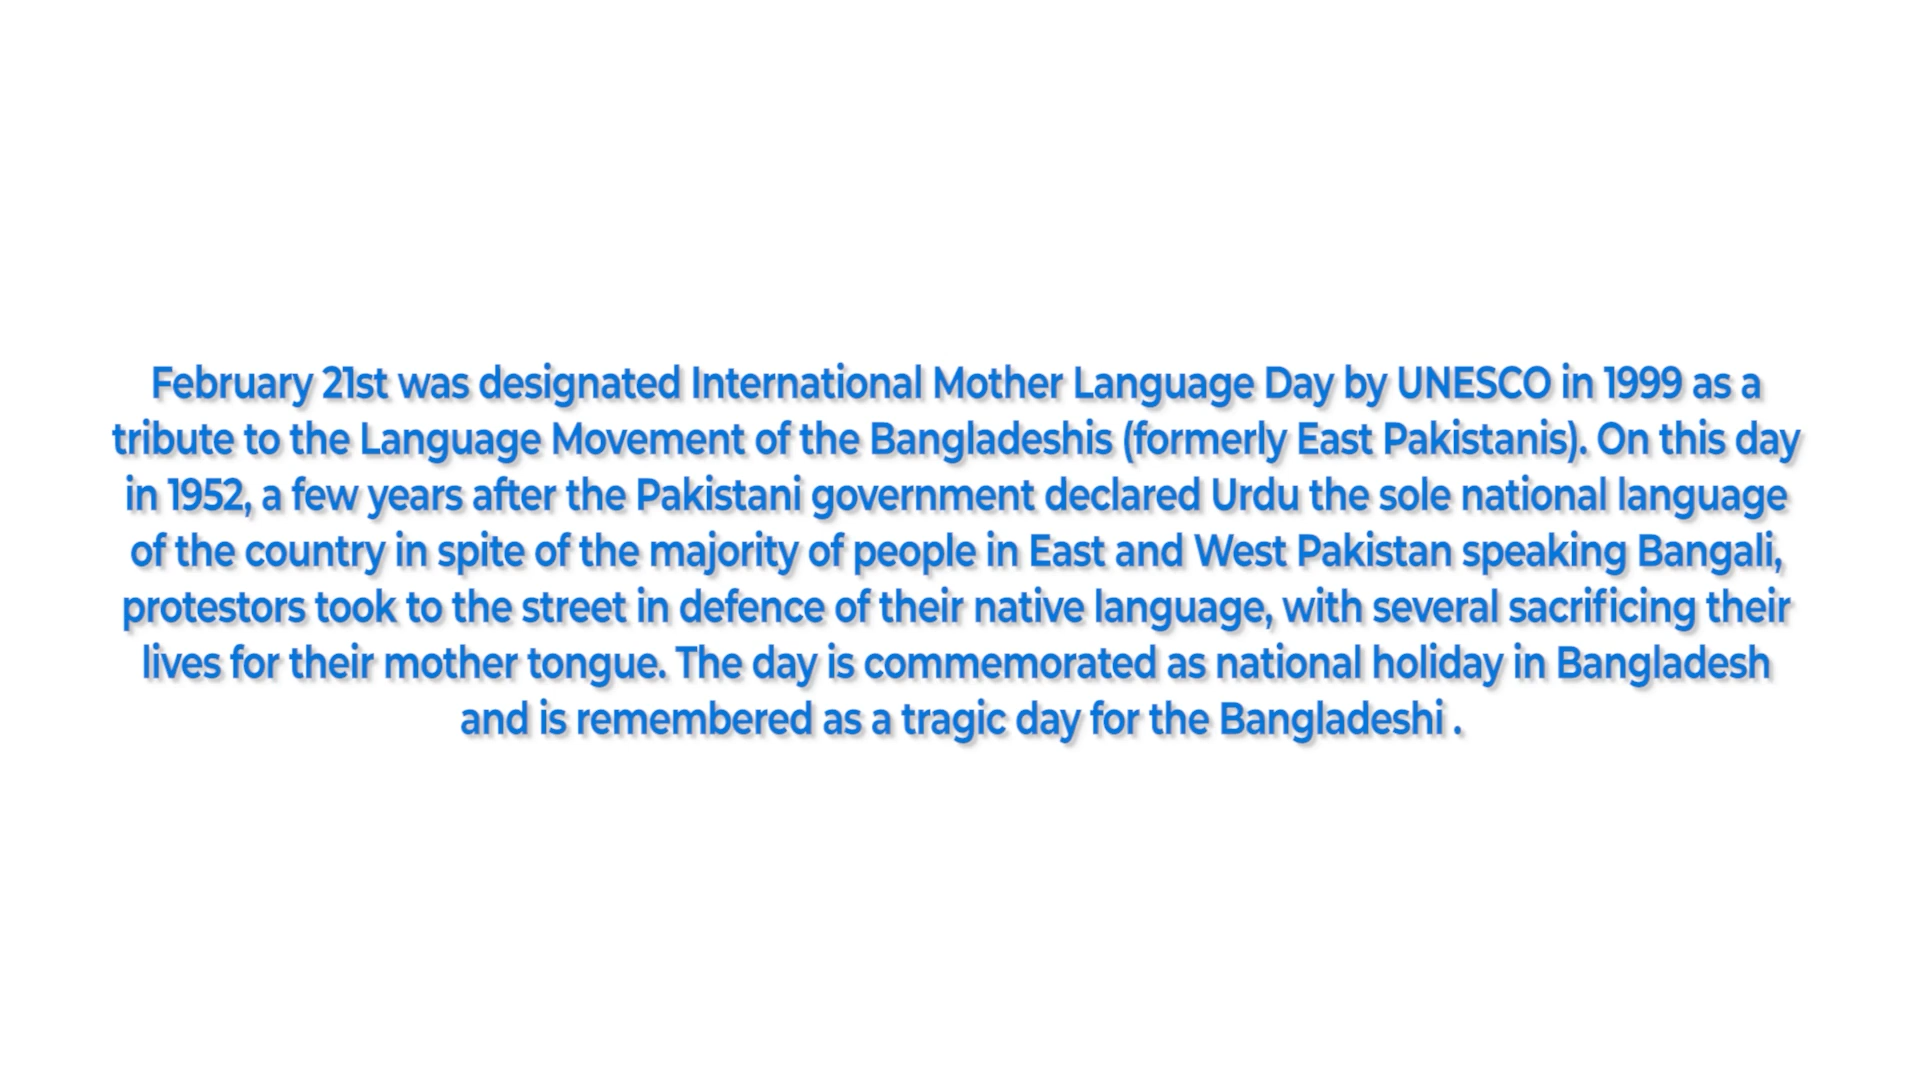 February 21st was designated International Mother Language Day by UNESCO in 1999 as a
tribute to the Language Movement of the Bangladeshis (formerly East Pakistanis). On this day
in 1952, a few years after the Pakistani government declared Urdu the sole national language
of the country in spite of the majority of people in East and West Pakistan speaking Bangali,
protestors took to the street in defence of their native language, with several sacrificing their
lives for their mother tongue. The day is commemorated as national holiday in Bangladesh
and is remembered as a tragic day for the Bangladeshi .